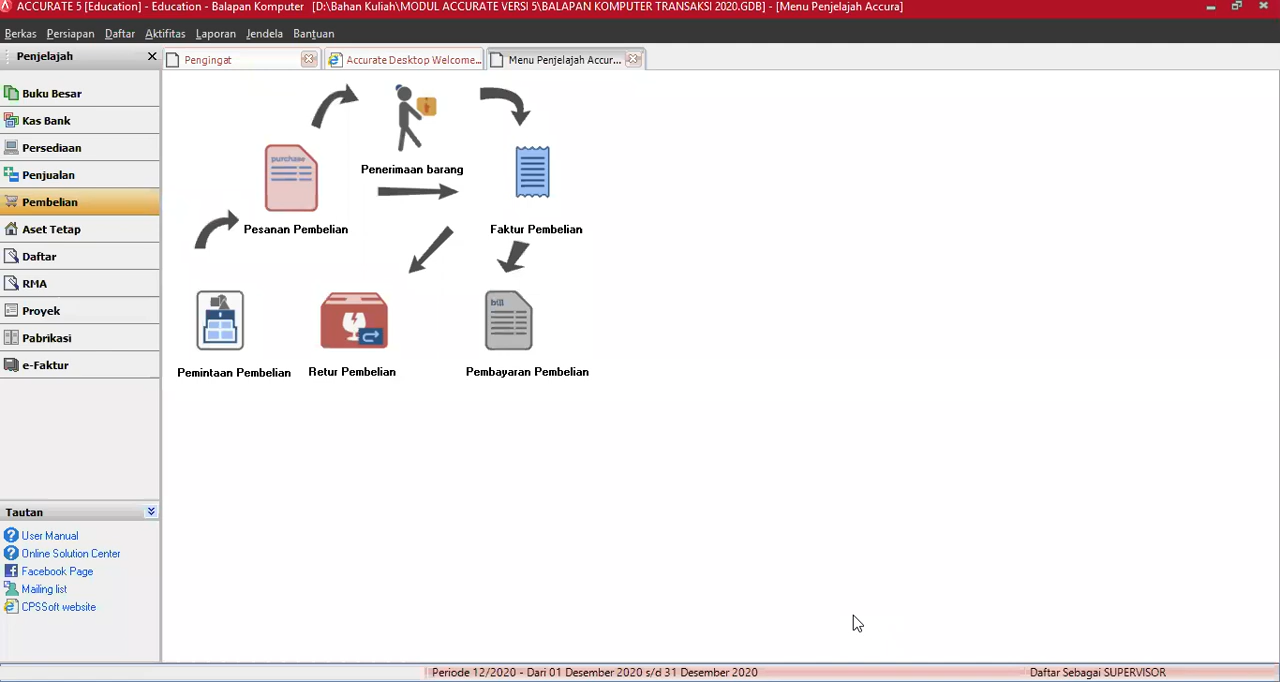 ACCURATE 5 [Education] - Education - Balapan Komputer [D:\Bahan Kuliah\MODUL ACCURATE VERSI 5\BALAPAN KOMPUTER TRANSAKSI 2020.GDB] - [Menu Penjelajah Accura]
Berkas Persiapan Daftar Aktifitas Laporan Jendela Bantuan
Penjelajah
Pengingat
Accurate Desktop Welcome...
Menu Penjelajah Accur...
Buku Besar
Kas Bank
Persediaan
Penjualan
Pembelian
Aset Tetap
Daftar
RMA
Proyek
Pabrikasi
e-Faktur
purchase
Penerimaan barang
Pesanan Pembelian
Faktur Pembelian
bill
Pemintaan Pembelian
Retur Pembelian
Pembayaran Pembelian
Tautan
User Manual
Online Solution Center
Facebook Page
Mailing list
CPSSoft website
Periode 12/2020 - Dari 01 Desember 2020 s/d 31 Desember 2020
Daftar Sebagai SUPERVISOR